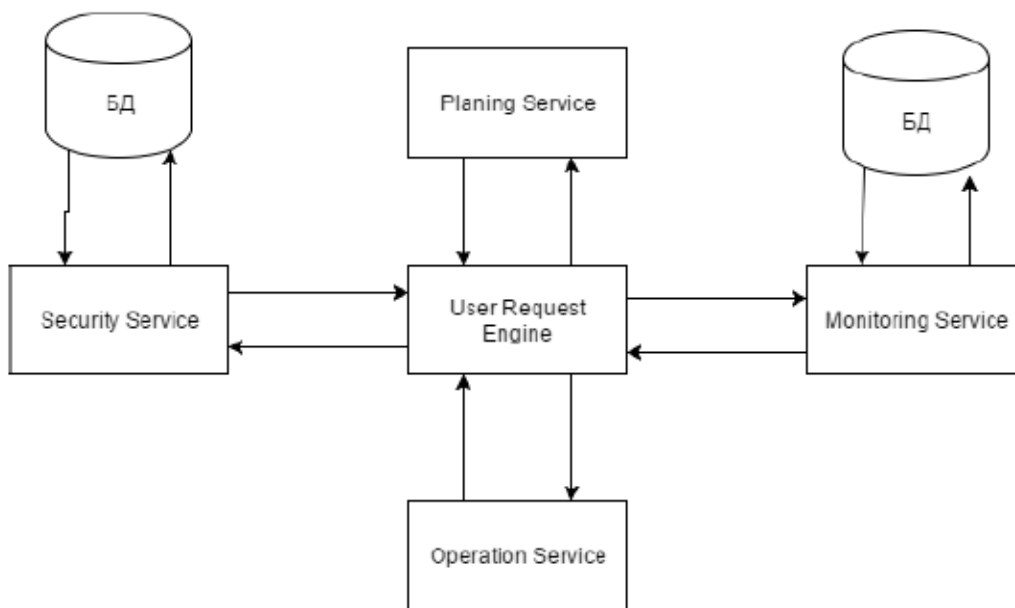 БД
Planing Service
БД
Security Service
User Request
Engine
Monitoring Service
Operation Service